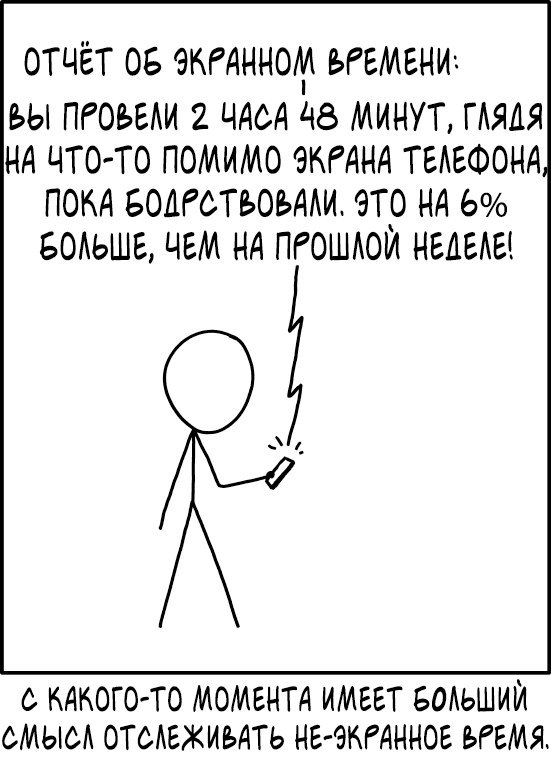 ОТЧЁТ ОБ ЭКРАННОМ ВРЕМЕНИ:
ВЫ ПРОВЕЛИ 2 ЧАСА 48 МИНУТ, ГЛЯДЯ
НА ЧТО-ТО ПОМИМО ЭКРАНА ТЕЛЕФОНА,
ПОКА БОДРСТВОВАЛИ. ЭТО НА 6%
БОЛЬШЕ, ЧЕМ НА ПРОШЛОЙ НЕДЕЛЕ!
С КАКОГО-ТО МОМЕНТА ИМЕЕТ БОЛЬШИЙ
СМЫСЛ ОТСЛЕЖИВАТЬ НЕ-ЭКРАННОЕ ВРЕМЯ.